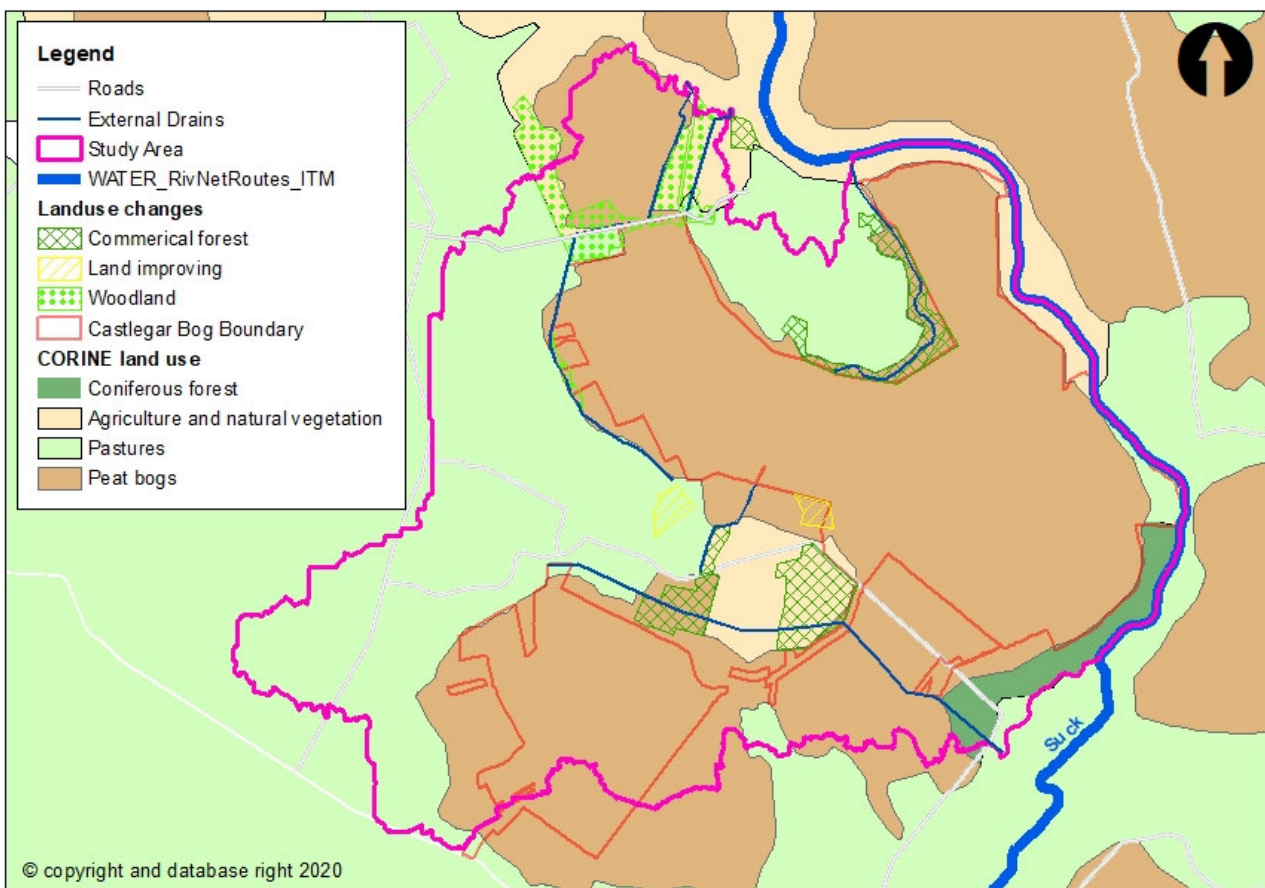 Legend
Roads
External Drains
Study Area
WATER_RivNetRoutes_ITM
Landuse changes
Commerical forest
Land improving
Woodland
Castlegar Bog Boundary
CORINE land use
Coniferous forest
Agriculture and natural vegetation
Pastures
Peat bogs
Suck
© copyright and database right 2020